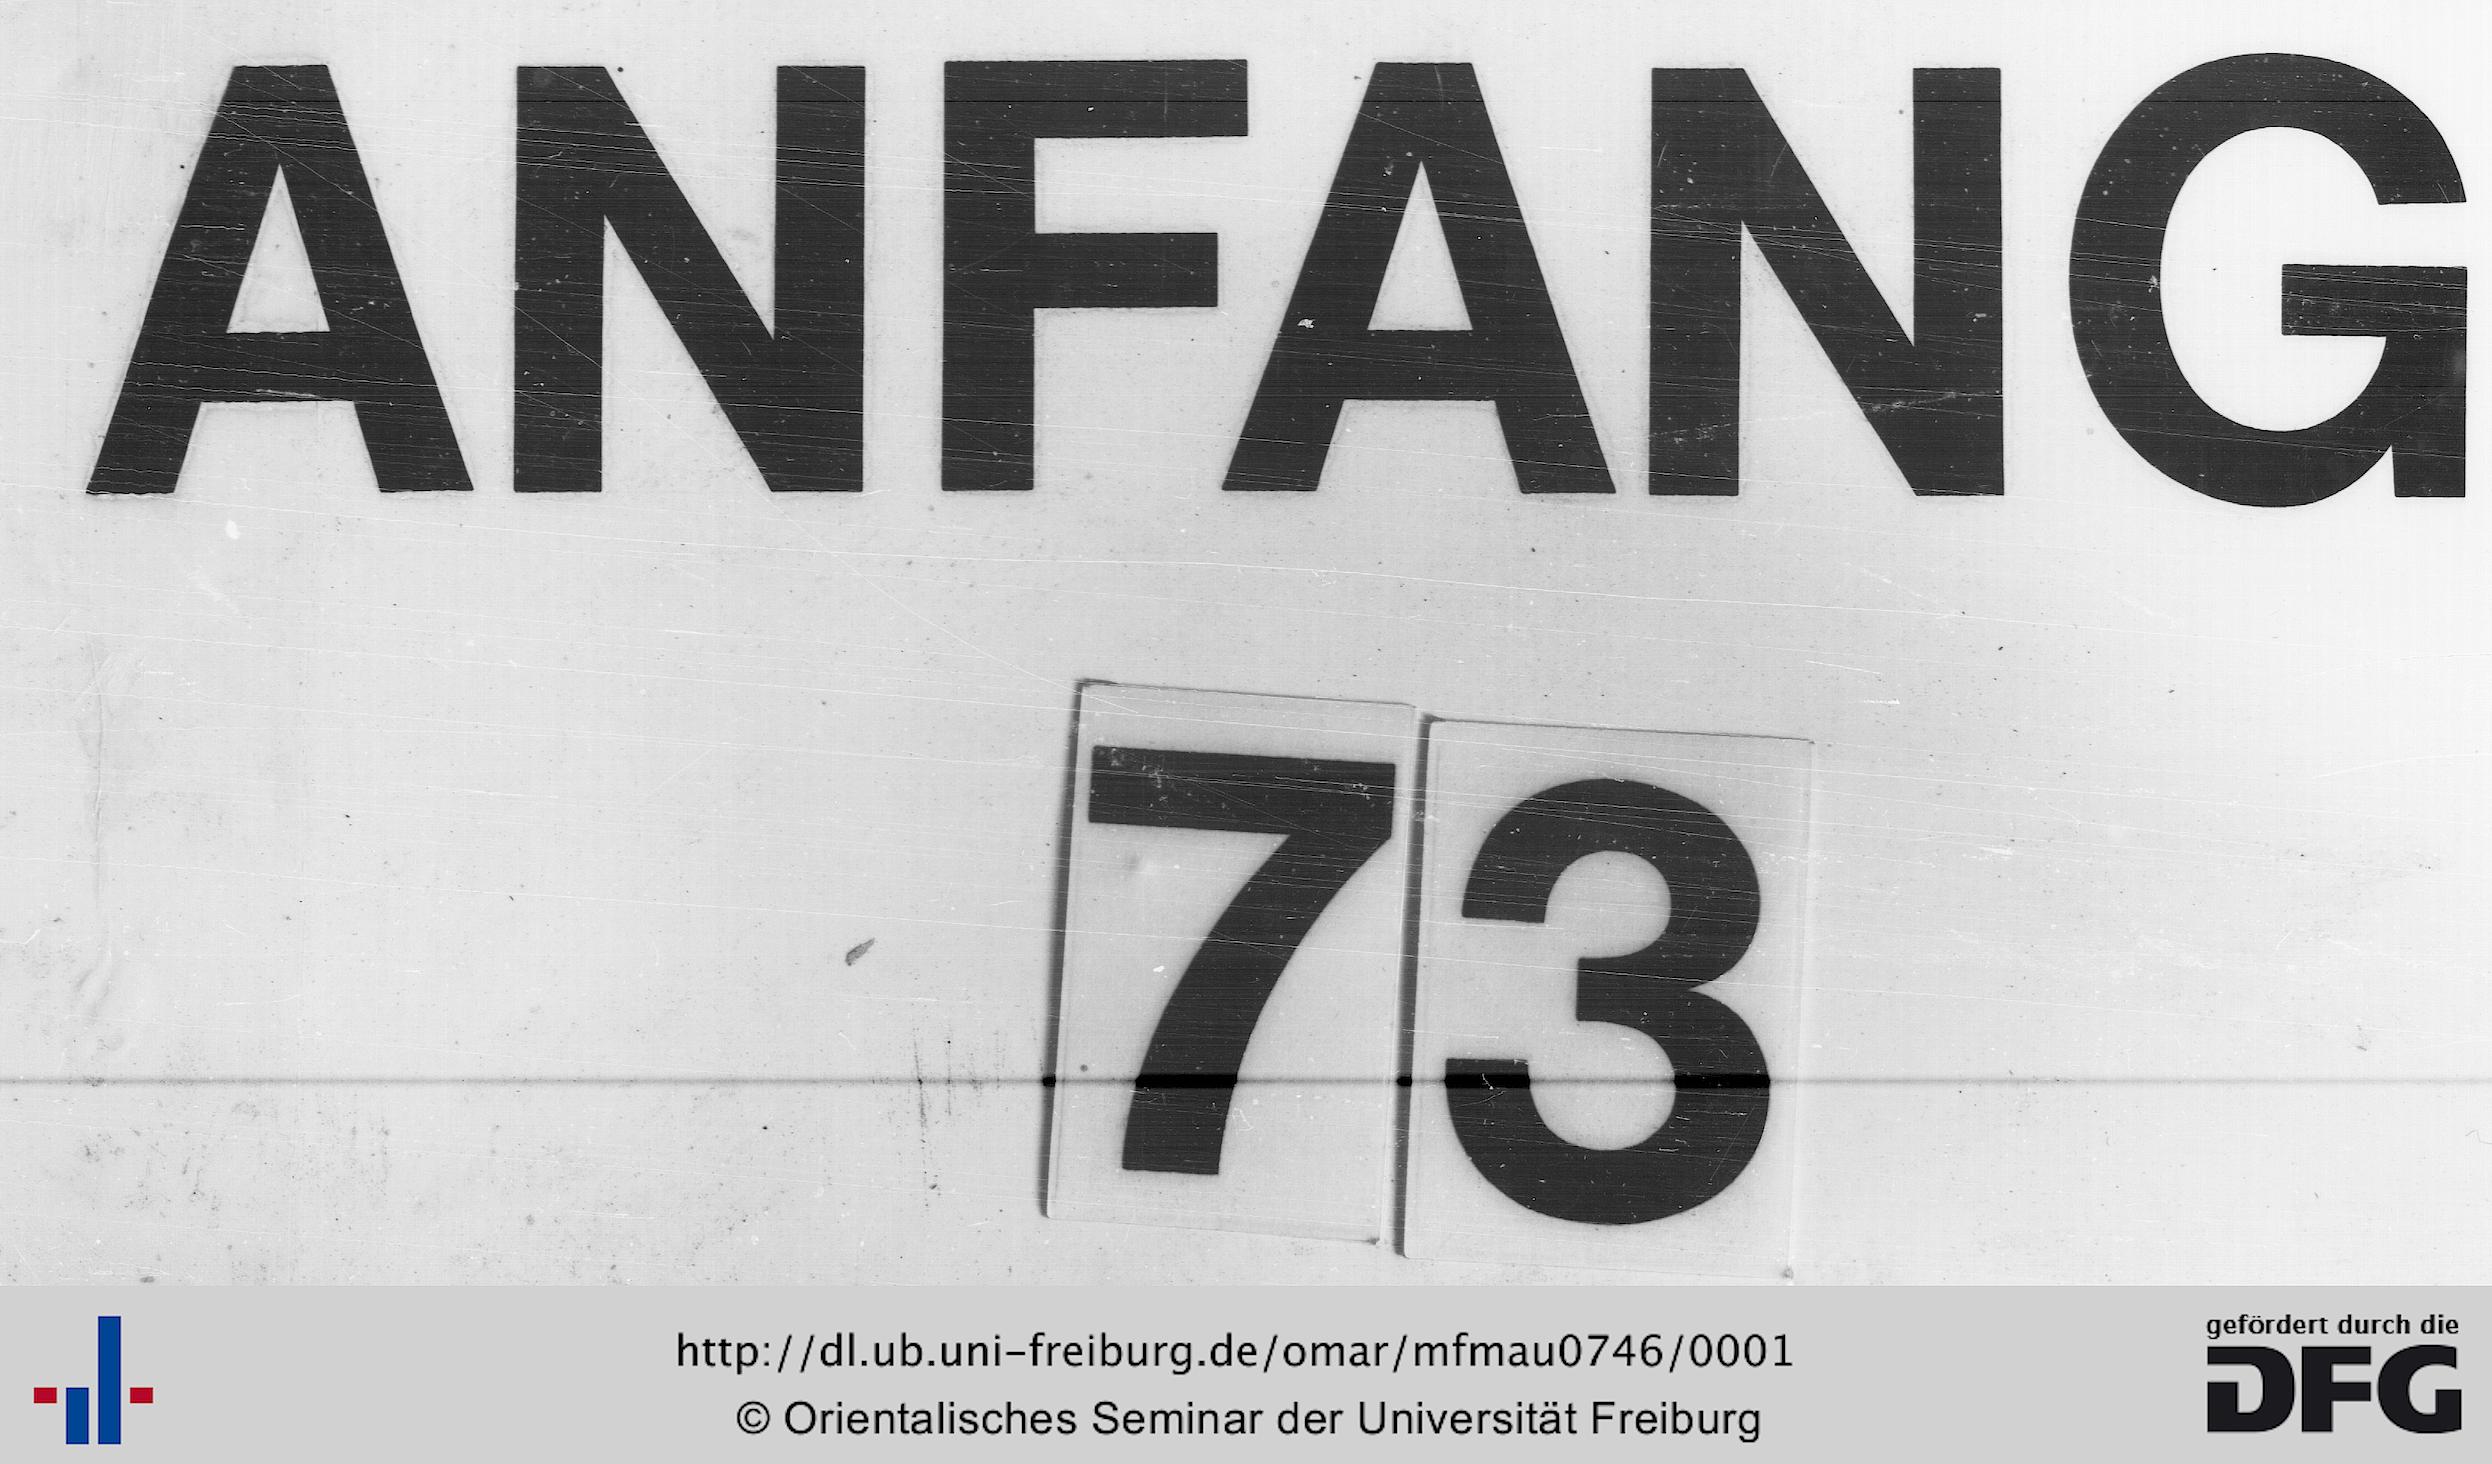 ANFANG
73
http://dl.ub.uni-freiburg.de/omar/mfmau0746/0001
© Orientalisches Seminar der Universität Freiburg
gefördert durch die
DFG